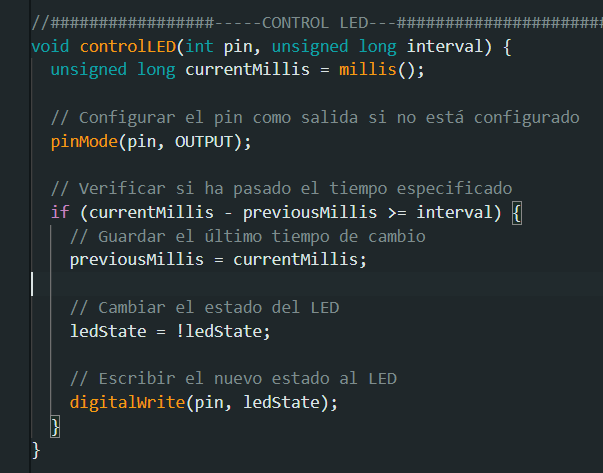 //#################-----CONTROL LED---######################
void controlLED(int pin, unsigned long interval) {
  unsigned long currentMillis = millis();
  // Configurar el pin como salida si no está configurado
  pinMode(pin, OUTPUT);
  // Verificar si ha pasado el tiempo especificado
  if (currentMillis - previousMillis >= interval) {
    // Guardar el último tiempo de cambio
    previousMillis = currentMillis;
    // Cambiar el estado del LED
    ledState = !ledState;
    // Escribir el nuevo estado al LED
    digitalWrite(pin, ledState);
  }
}